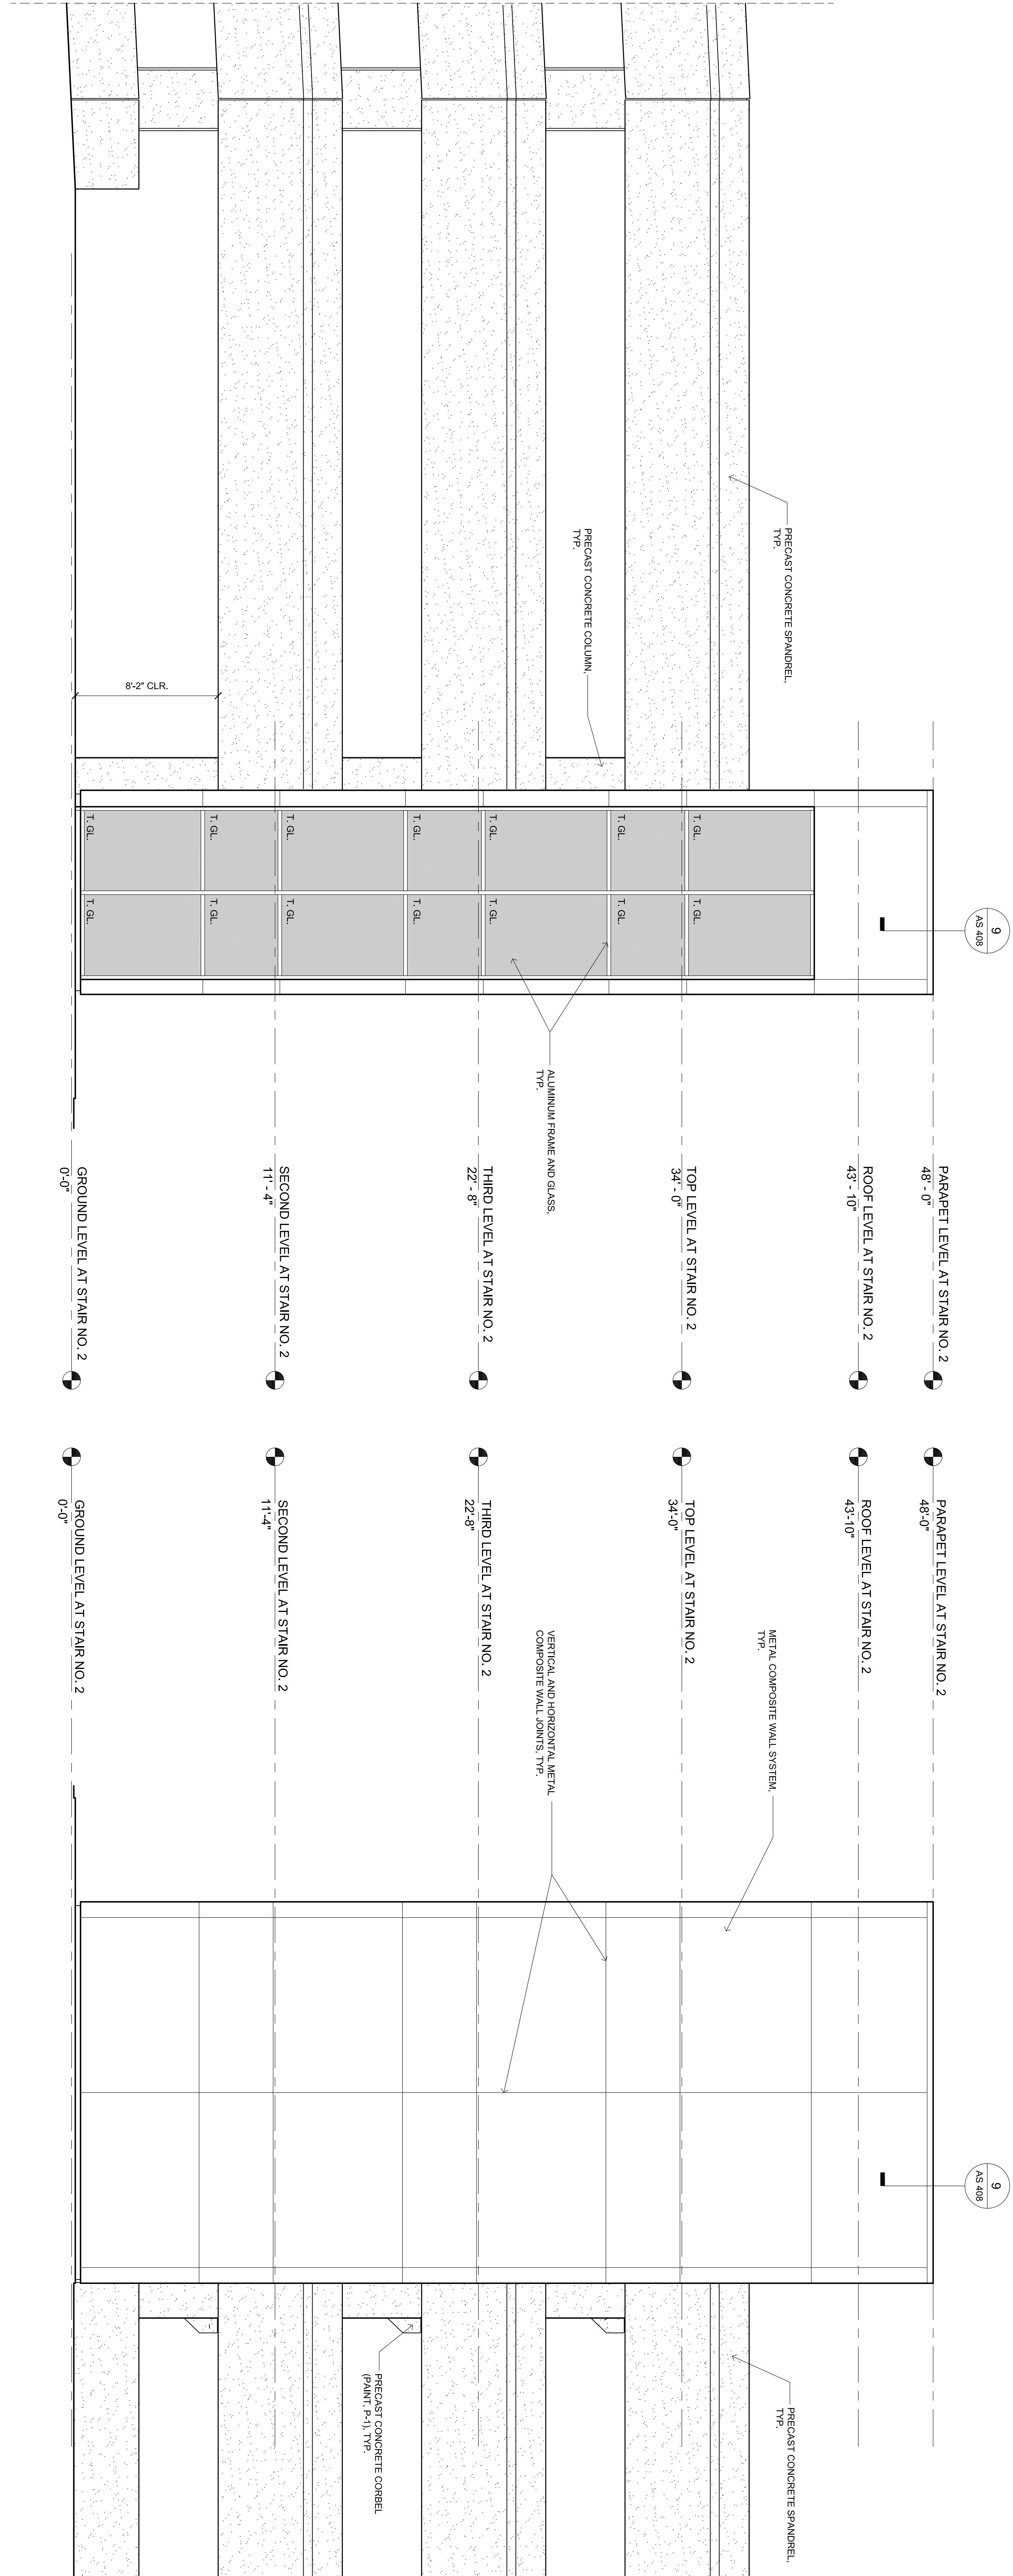 9
AS 408
PARAPET LEVEL AT STAIR NO. 2
48' - 0"
ROOF LEVEL AT STAIR NO. 2
43' - 10"
TOP LEVEL AT STAIR NO. 2
34' - 0"
THIRD LEVEL AT STAIR NO. 2
22' - 8"
SECOND LEVEL AT STAIR NO. 2
11' - 4"
GROUND LEVEL AT STAIR NO. 2
0'-0"
PRECAST CONCRETE SPANDREL,
TYP.
PRECAST CONCRETE COLUMN,
TYP.
8'-2" CLR.
T. GL.
T. GL.
T. GL.
T. GL.
T. GL.
T. GL.
T. GL.
T. GL.
T. GL.
T. GL.
T. GL.
T. GL.
T. GL.
T. GL.
ALUMINUM FRAME AND GLASS,
TYP.
9
AS 408
PARAPET LEVEL AT STAIR NO. 2
48'-0"
ROOF LEVEL AT STAIR NO. 2
43'-10"
TOP LEVEL AT STAIR NO. 2
34'-0"
THIRD LEVEL AT STAIR NO. 2
22'-8"
SECOND LEVEL AT STAIR NO. 2
11'-4"
GROUND LEVEL AT STAIR NO. 2
0'-0"
METAL COMPOSITE WALL SYSTEM,
TYP.
VERTICAL AND HORIZONTAL METAL
COMPOSITE WALL JOINTS, TYP.
PRECAST CONCRETE SPANDREL,
TYP.
PRECAST CONCRETE CORBEL
(PAINT, P-1), TYP.